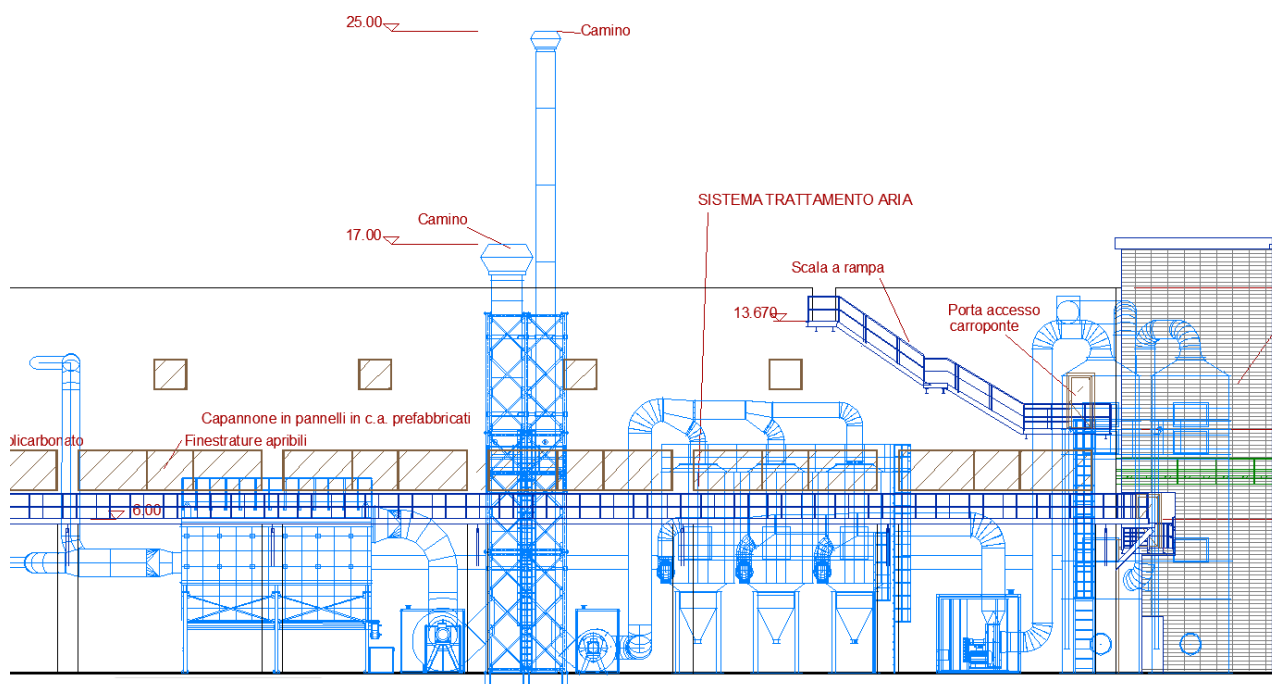 25.00
Camino
SISTEMA TRATTAMENTO ARIA
Camino
17.00
Scala a rampa
13.670
Porta accesso
carroponte
Capannone in pannelli in c.a. prefabbricati
olicarbonato
Finestrature apribili
6,00